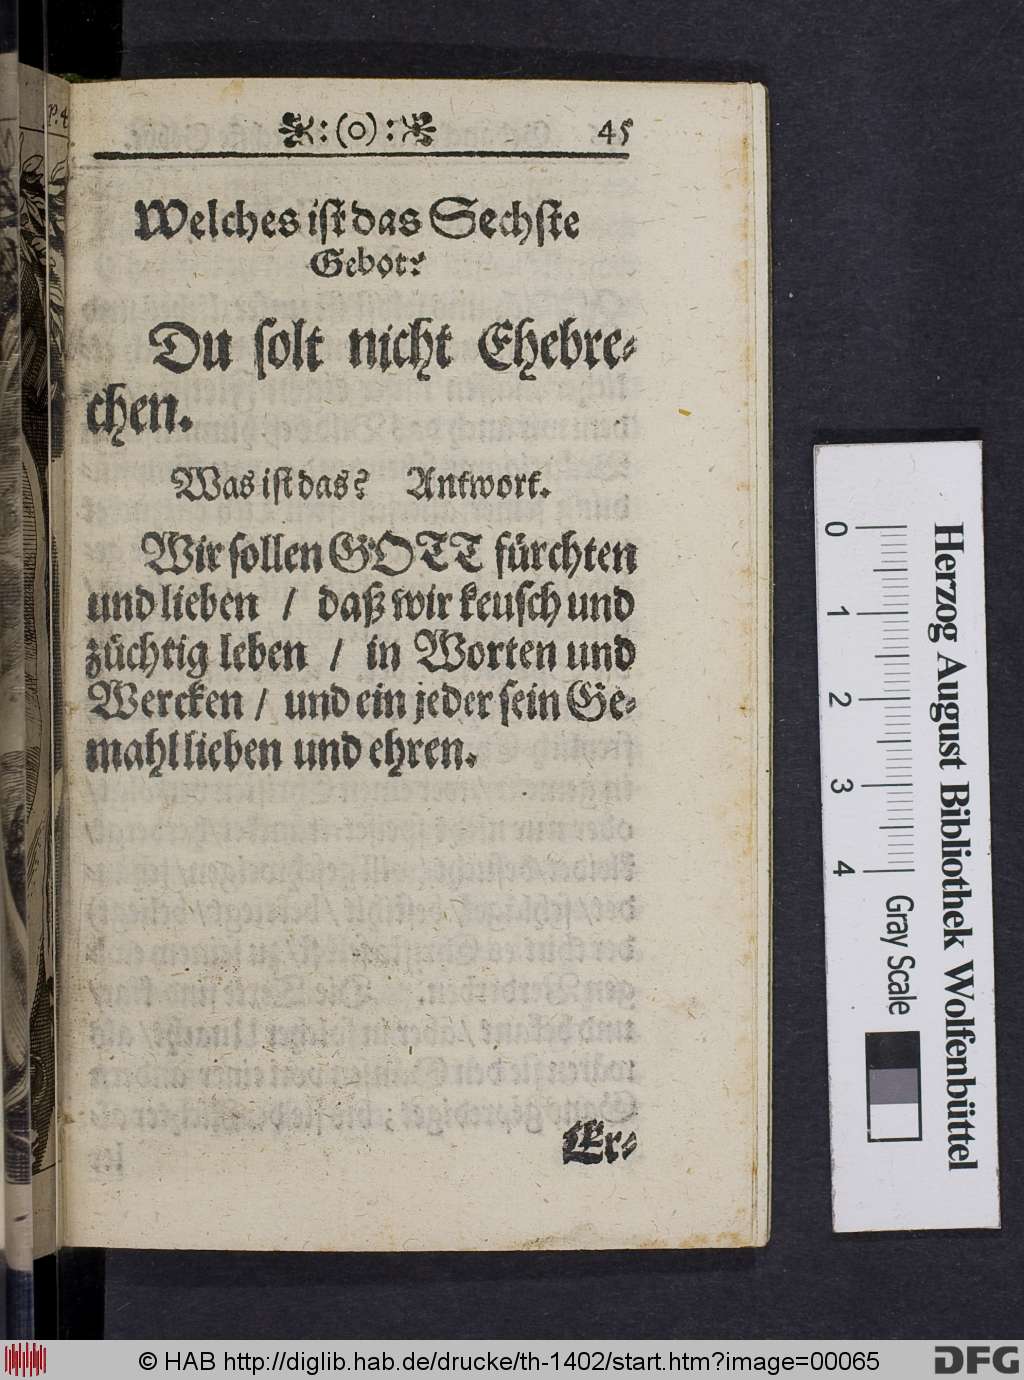 P. 4
❧:(o):❧ 45
Welches ist das Sechste
Gebot?
Du solt nicht Ehebre-
chen.
Was ist das? Antwort.
Wir sollen GOTT fürchten
und lieben / daß wir keusch und
züchtig leben / in Worten und
Wercken / und ein jeder sein Ge-
mahl lieben und ehren.
Er-
0 1 2 3 4
Gray Scale
Herzog August Bibliothek Wolfenbüttel
© HAB http://diglib.hab.de/drucke/th-1402/start.htm?image=00065
DFG